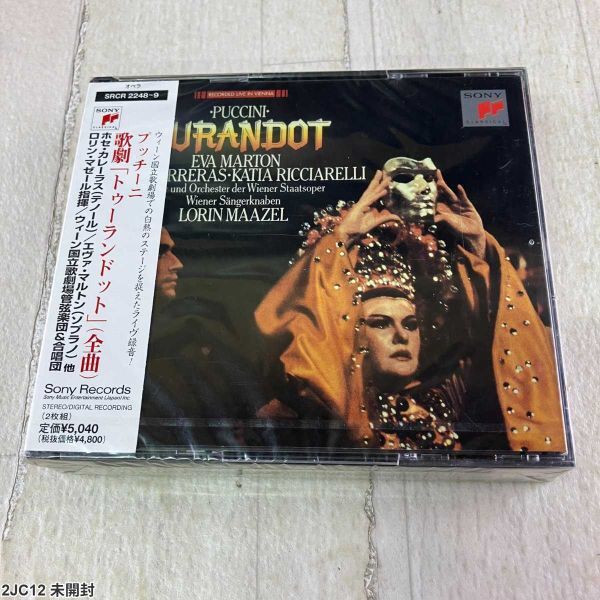 オペラ
SRCR 2248~9
SONY
CLASSICAL
ウィーン国立歌劇場での白熱のステージを捉えたライヴ録音!
プッチーニ
歌劇「トゥーランドット」(全曲)
ホセ・カレーラス(テノール)/エヴァ・マルトン(ソプラノ)他
ロリン・マゼール指揮/ウィーン国立歌劇場管弦楽団&合唱団
Sony Records
Sony Music Entertainment (Japan) Inc.
STEREO/DIGITAL RECORDING
(2枚組)
定価¥5,040
(税抜価格¥4,800)
RECORDED LIVE IN VIENNA
·PUCCINI·
URANDOT
EVA MARTON
RRERAS·KATIA RICCIARELLI
und Orchester der Wiener Staatsoper
Wiener Sängerknaben
LORIN MAAZEL
SONY
CLASSICAL
2JC12 未開封